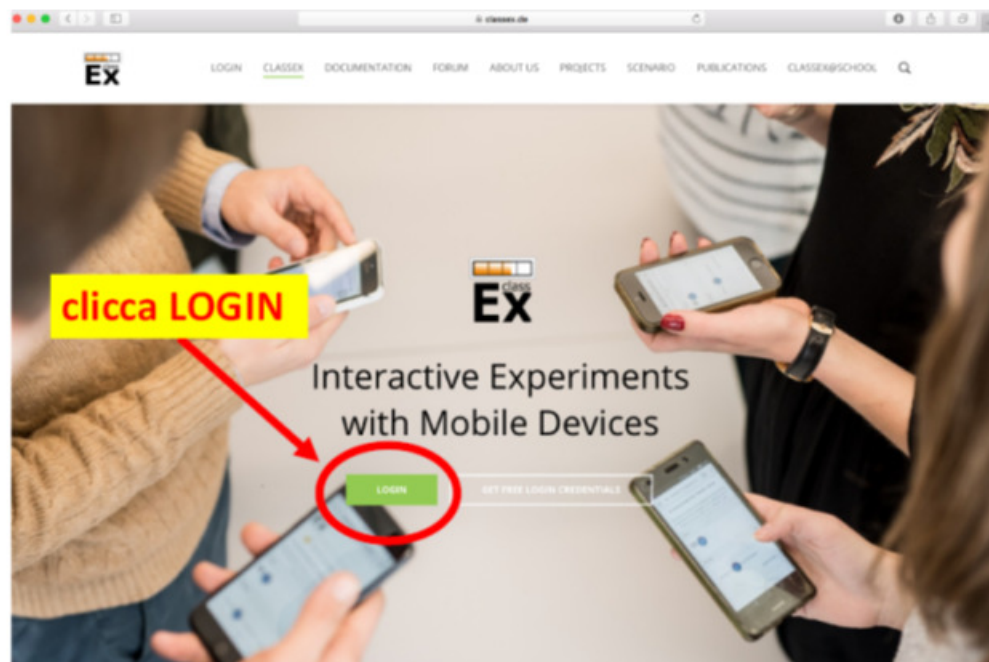 classex.de
Ex
LOGIN CLASSEX DOCUMENTATION FORUM ABOUT US PROJECTS SCENARIO PUBLICATIONS CLASSEX@SCHOOL
class
Ex
clicca LOGIN
Interactive Experiments
with Mobile Devices
LOGIN GET FREE LOGIN CREDENTIALS